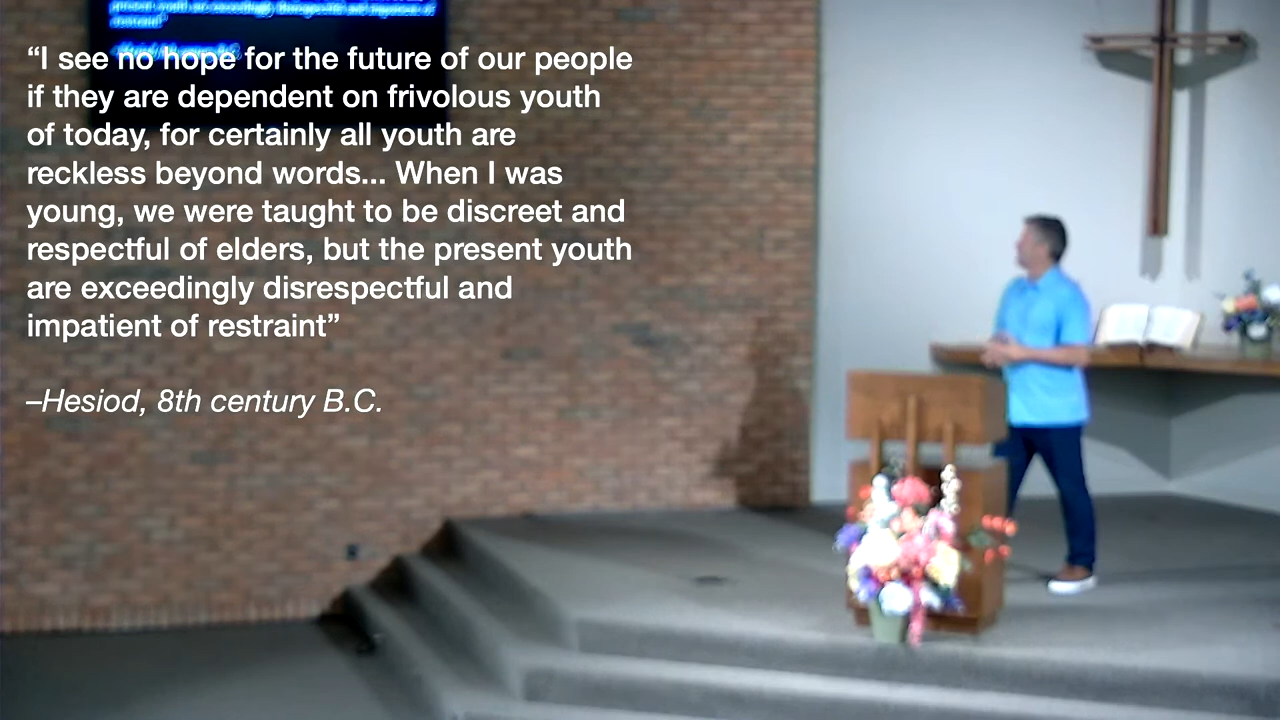 “I see no hope for the future of our people
if they are dependent on frivolous youth
of today, for certainly all youth are
reckless beyond words... When I was
young, we were taught to be discreet and
respectful of elders, but the present youth
are exceedingly disrespectful and
impatient of restraint”
–Hesiod, 8th century B.C.